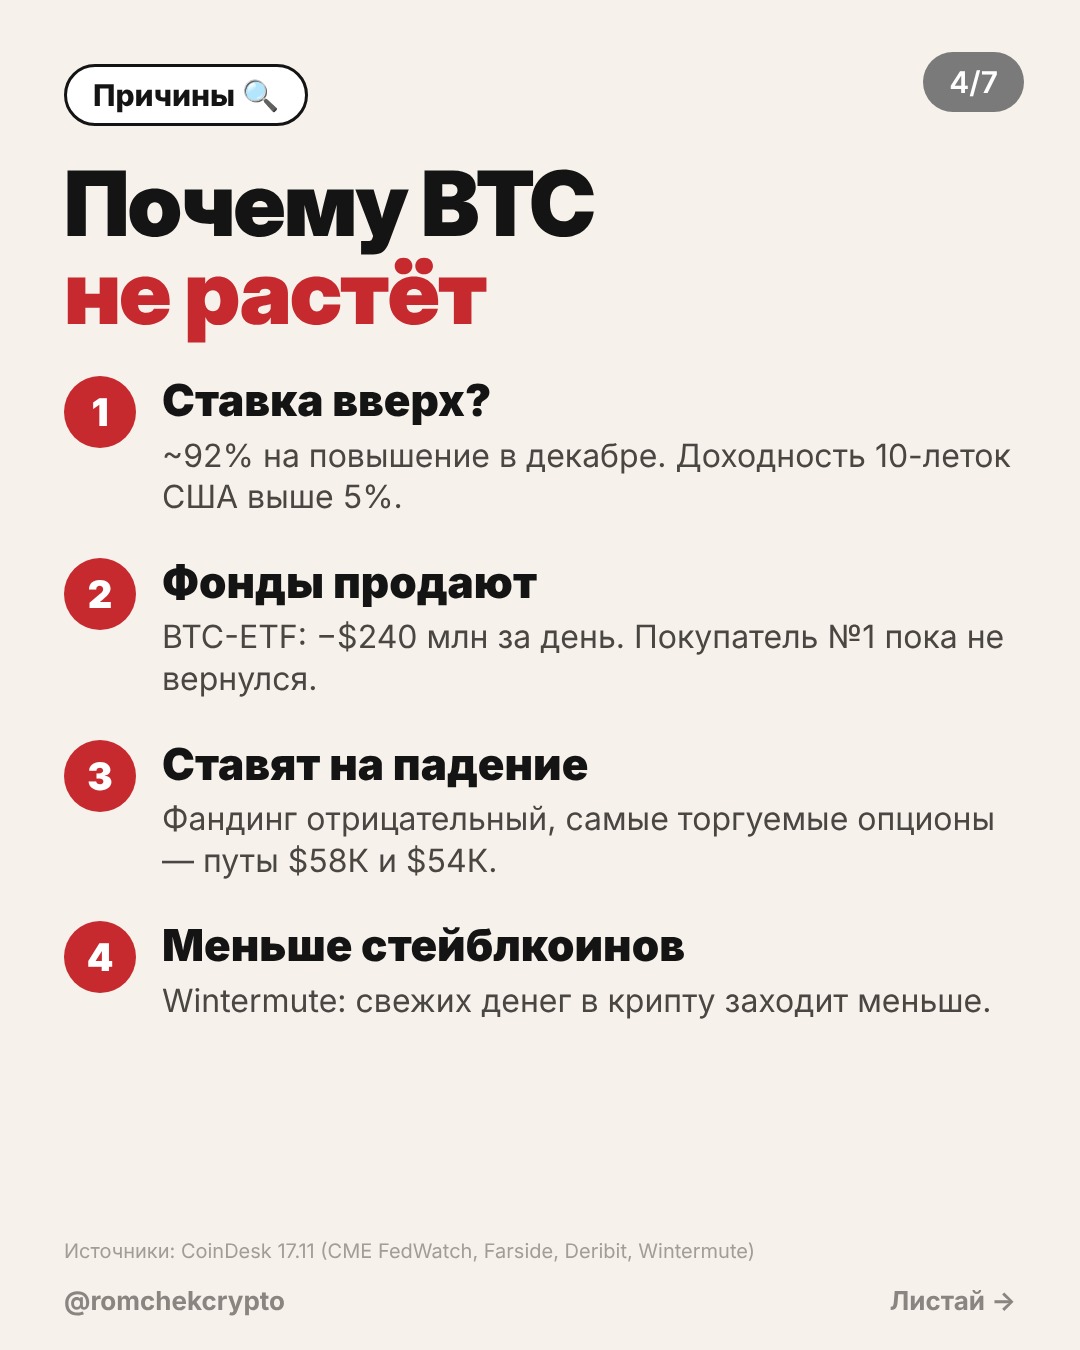 Причины 🔍
4/7
Почему BTC
не растёт
1
Ставка вверх?
~92% на повышение в декабре. Доходность 10-леток
США выше 5%.
2
Фонды продают
BTC-ETF: −$240 млн за день. Покупатель №1 пока не
вернулся.
3
Ставят на падение
Фандинг отрицательный, самые торгуемые опционы
— путы $58К и $54К.
4
Меньше стейблкоинов
Wintermute: свежих денег в крипту заходит меньше.
Источники: CoinDesk 17.11 (CME FedWatch, Farside, Deribit, Wintermute)
@romchekcrypto
Листай →